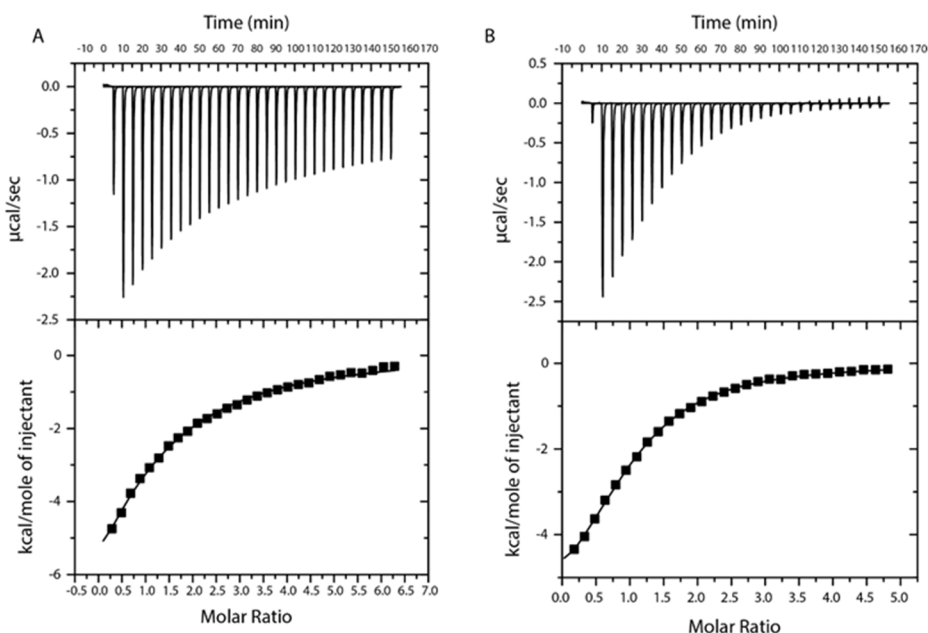 A
Time (min)
-10 0 10 20 30 40 50 60 70 80 90 100 110 120 130 140 150 160 170
0.0
-0.5
-1.0
-1.5
-2.0
-2.5
µcal/sec
0
-2
-4
-6
kcal/mole of injectant
-0.5 0.0 0.5 1.0 1.5 2.0 2.5 3.0 3.5 4.0 4.5 5.0 5.5 6.0 6.5 7.0
Molar Ratio
B
Time (min)
-10 0 10 20 30 40 50 60 70 80 90 100 110 120 130 140 150 160 170
0.5
0.0
-0.5
-1.0
-1.5
-2.0
-2.5
µcal/sec
0
-2
-4
kcal/mole of injectant
0.0 0.5 1.0 1.5 2.0 2.5 3.0 3.5 4.0 4.5 5.0
Molar Ratio